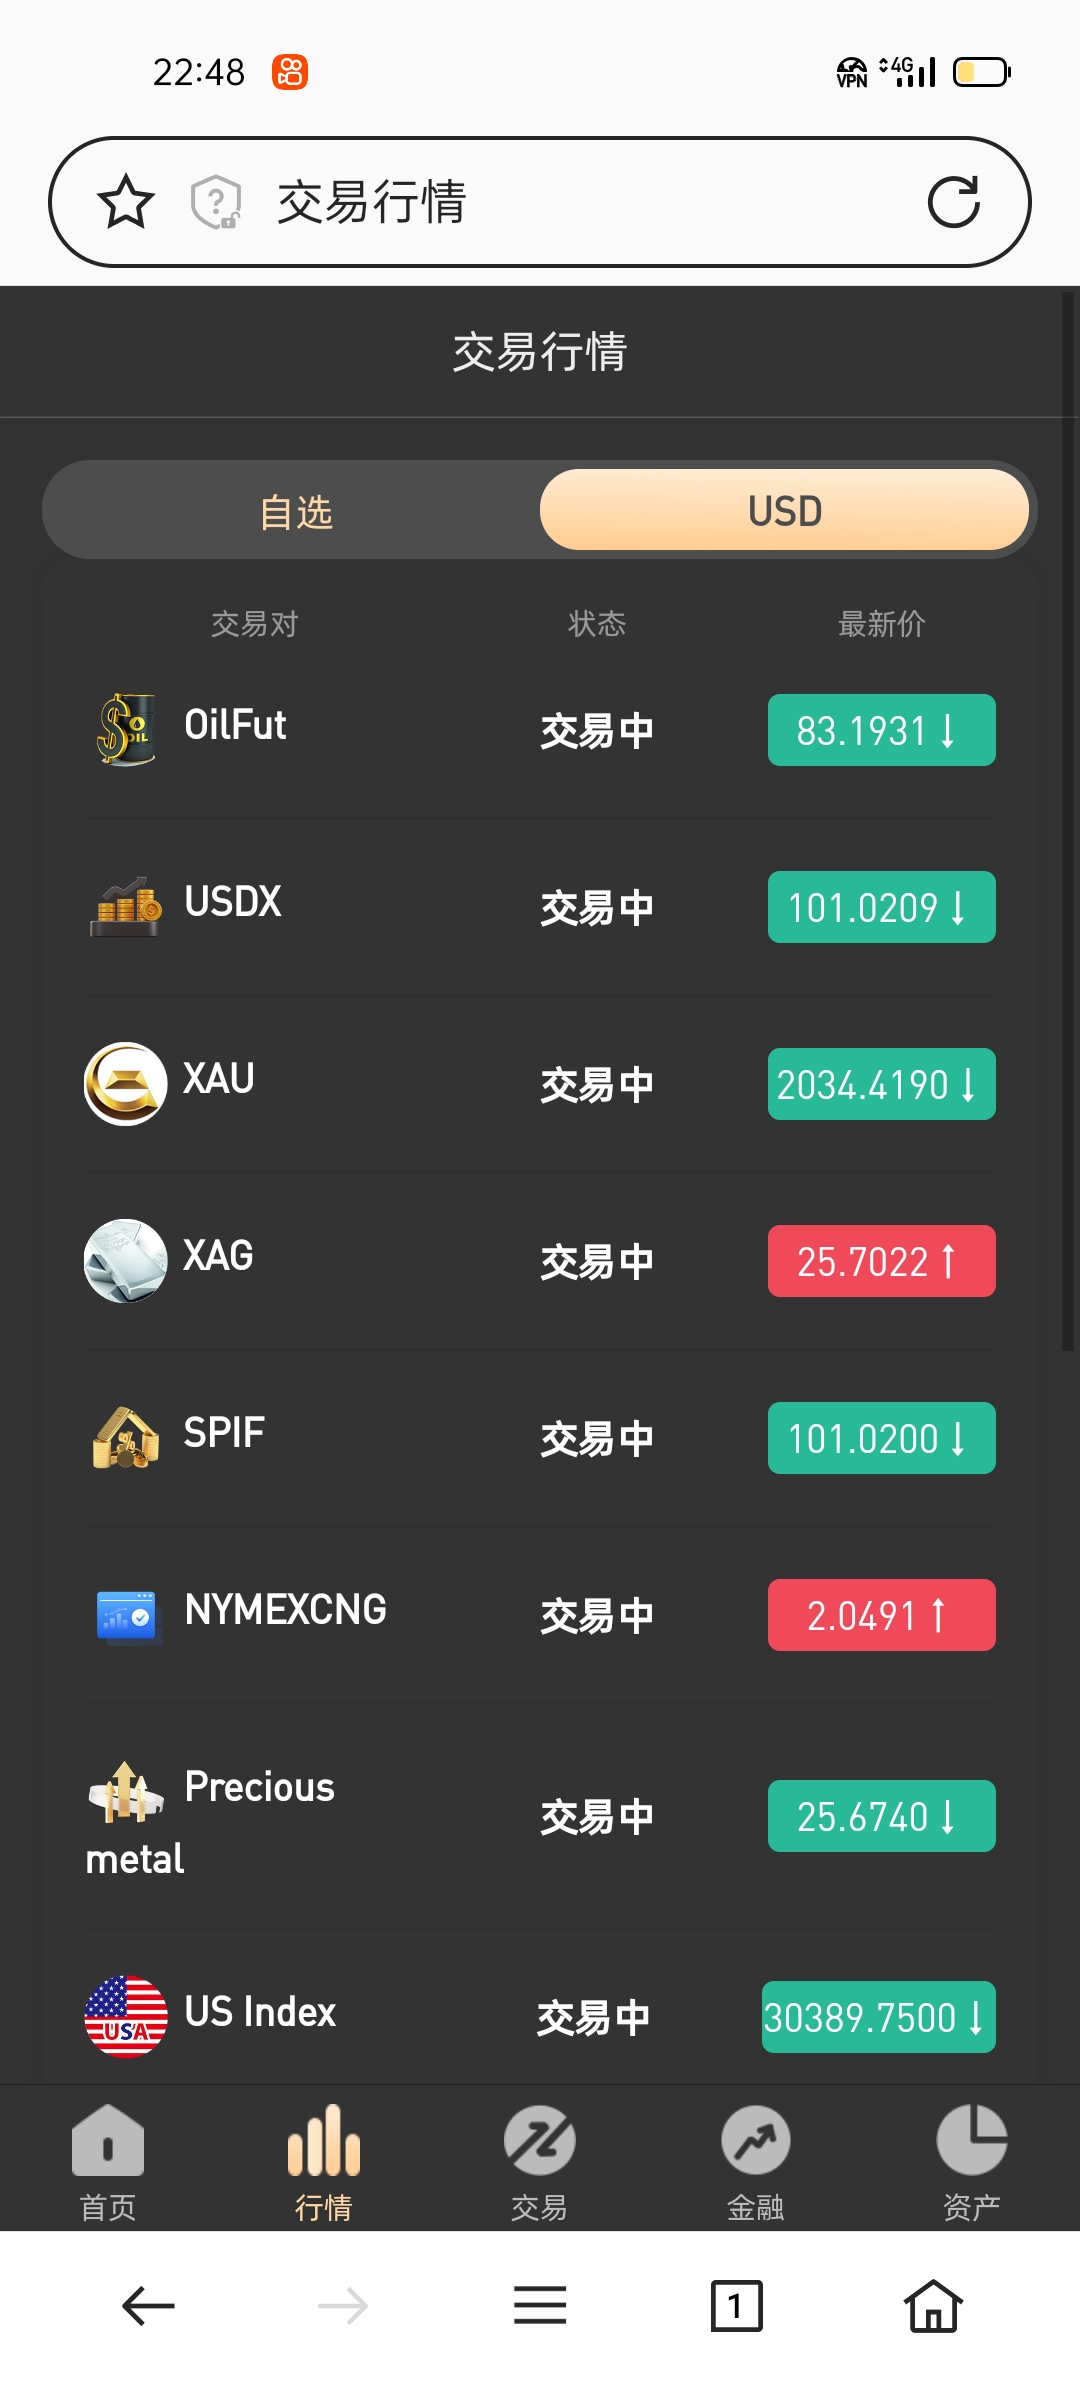 22:48
VPN
4G
交易行情
交易行情
自选
USD
交易对
状态
最新价
OIL
OilFut
交易中
83.1931↓
USDX
交易中
101.0209↓
XAU
交易中
2034.4190↓
XAG
交易中
25.7022↑
SPIF
交易中
101.0200↓
NYMEXCNG
交易中
2.0491↑
Precious
metal
交易中
25.6740↓
USA
US Index
交易中
30389.7500↓
首页
行情
交易
金融
资产
1